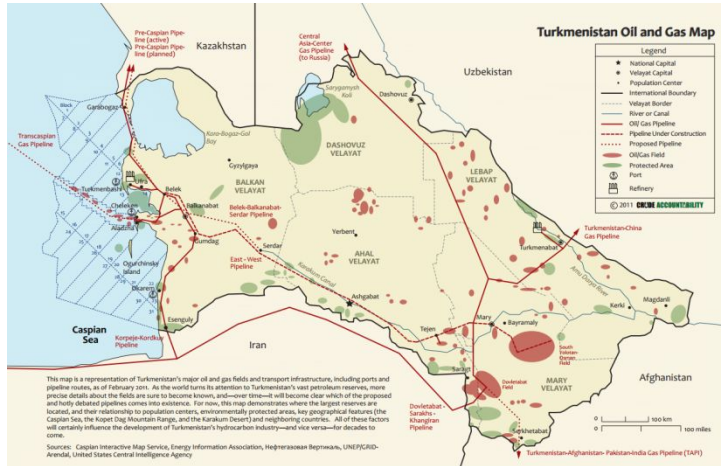 Turkmenistan Oil and Gas Map
Legend
National Capital
Velayat Capital
Population Center
International Boundary
Velayat Border
River or Canal
Oil/ Gas Pipeline
Pipeline Under Construction
Proposed Pipeline
Oil/Gas Field
Protected Area
Port
Refinery
© 2011 CRUDE ACCOUNTABILITY
Pre-Caspian Pipe-
line (active)
Pre-Caspian Pipe-
line (planned)
Kazakhstan
Central
Asia-Center
Gas Pipeline
(to Russia)
Uzbekistan
Sarygamysh
Koli
Dashovuz
Garabogaz
Block
Transcaspian
Gas Pipeline
Kara-Bogaz-Gol
Bay
DASHOVUZ
VELAYAT
Gyzylgaya
LEBAP
VELAYAT
BALKAN
VELAYAT
Turkmenbashi
Belek
Cheleken
Balkanabat
Belek-Balkanabat-
Serdar Pipeline
Aladzha
Gumdag
Yerbent
Turkmenabat
Turkmenistan-China
Gas Pipeline
Ogurchinsky
Island
East - West
Pipeline
Serdar
AHAL
VELAYAT
Amu Darya River
Okarem
Karakum Canal
Ashgabat
Kerki
Magdanli
Esenguly
Caspian
Sea
Tejen
Mary
Bayramaly
Korpeje-Kordkuy
Pipeline
Iran
South
Yoloten-
Osman
Field
Afghanistan
Sarakt
Dovletabat
Field
MARY
VELAYAT
Dovletabat -
Sarakhs -
Khangiran
Pipeline
Serkhetabat
0 100 km
0 100 miles
Turkmenistan-Afghanistan- Pakistan-India Gas Pipeline (TAPI)
This map is a representation of Turkmenistan's major oil and gas fields and transport infrastructure, including ports and
pipeline routes, as of February 2011. As the world turns its attention to Turkmenistan's vast petroleum reserves, more
precise details about the fields are sure to become known, and—over time—it will become clear which of the proposed
and hotly debated pipelines comes into existence. For now, this map demonstrates where the largest reserves are
located, and their relationship to population centers, environmentally protected areas, key geographical features (the
Caspian Sea, the Kopet Dog Mountain Range, and the Karakum Desert) and neighboring countries. All of these factors
will certainly influence the development of Turkmenistan's hydrocarbon industry—and vice versa—for decades to
come.
Sources: Caspian Interactive Map Service, Energy Information Association, Нефтегазовая Вертикаль, UNEP/GRID-
Arendal, United States Central Intelligence Agency